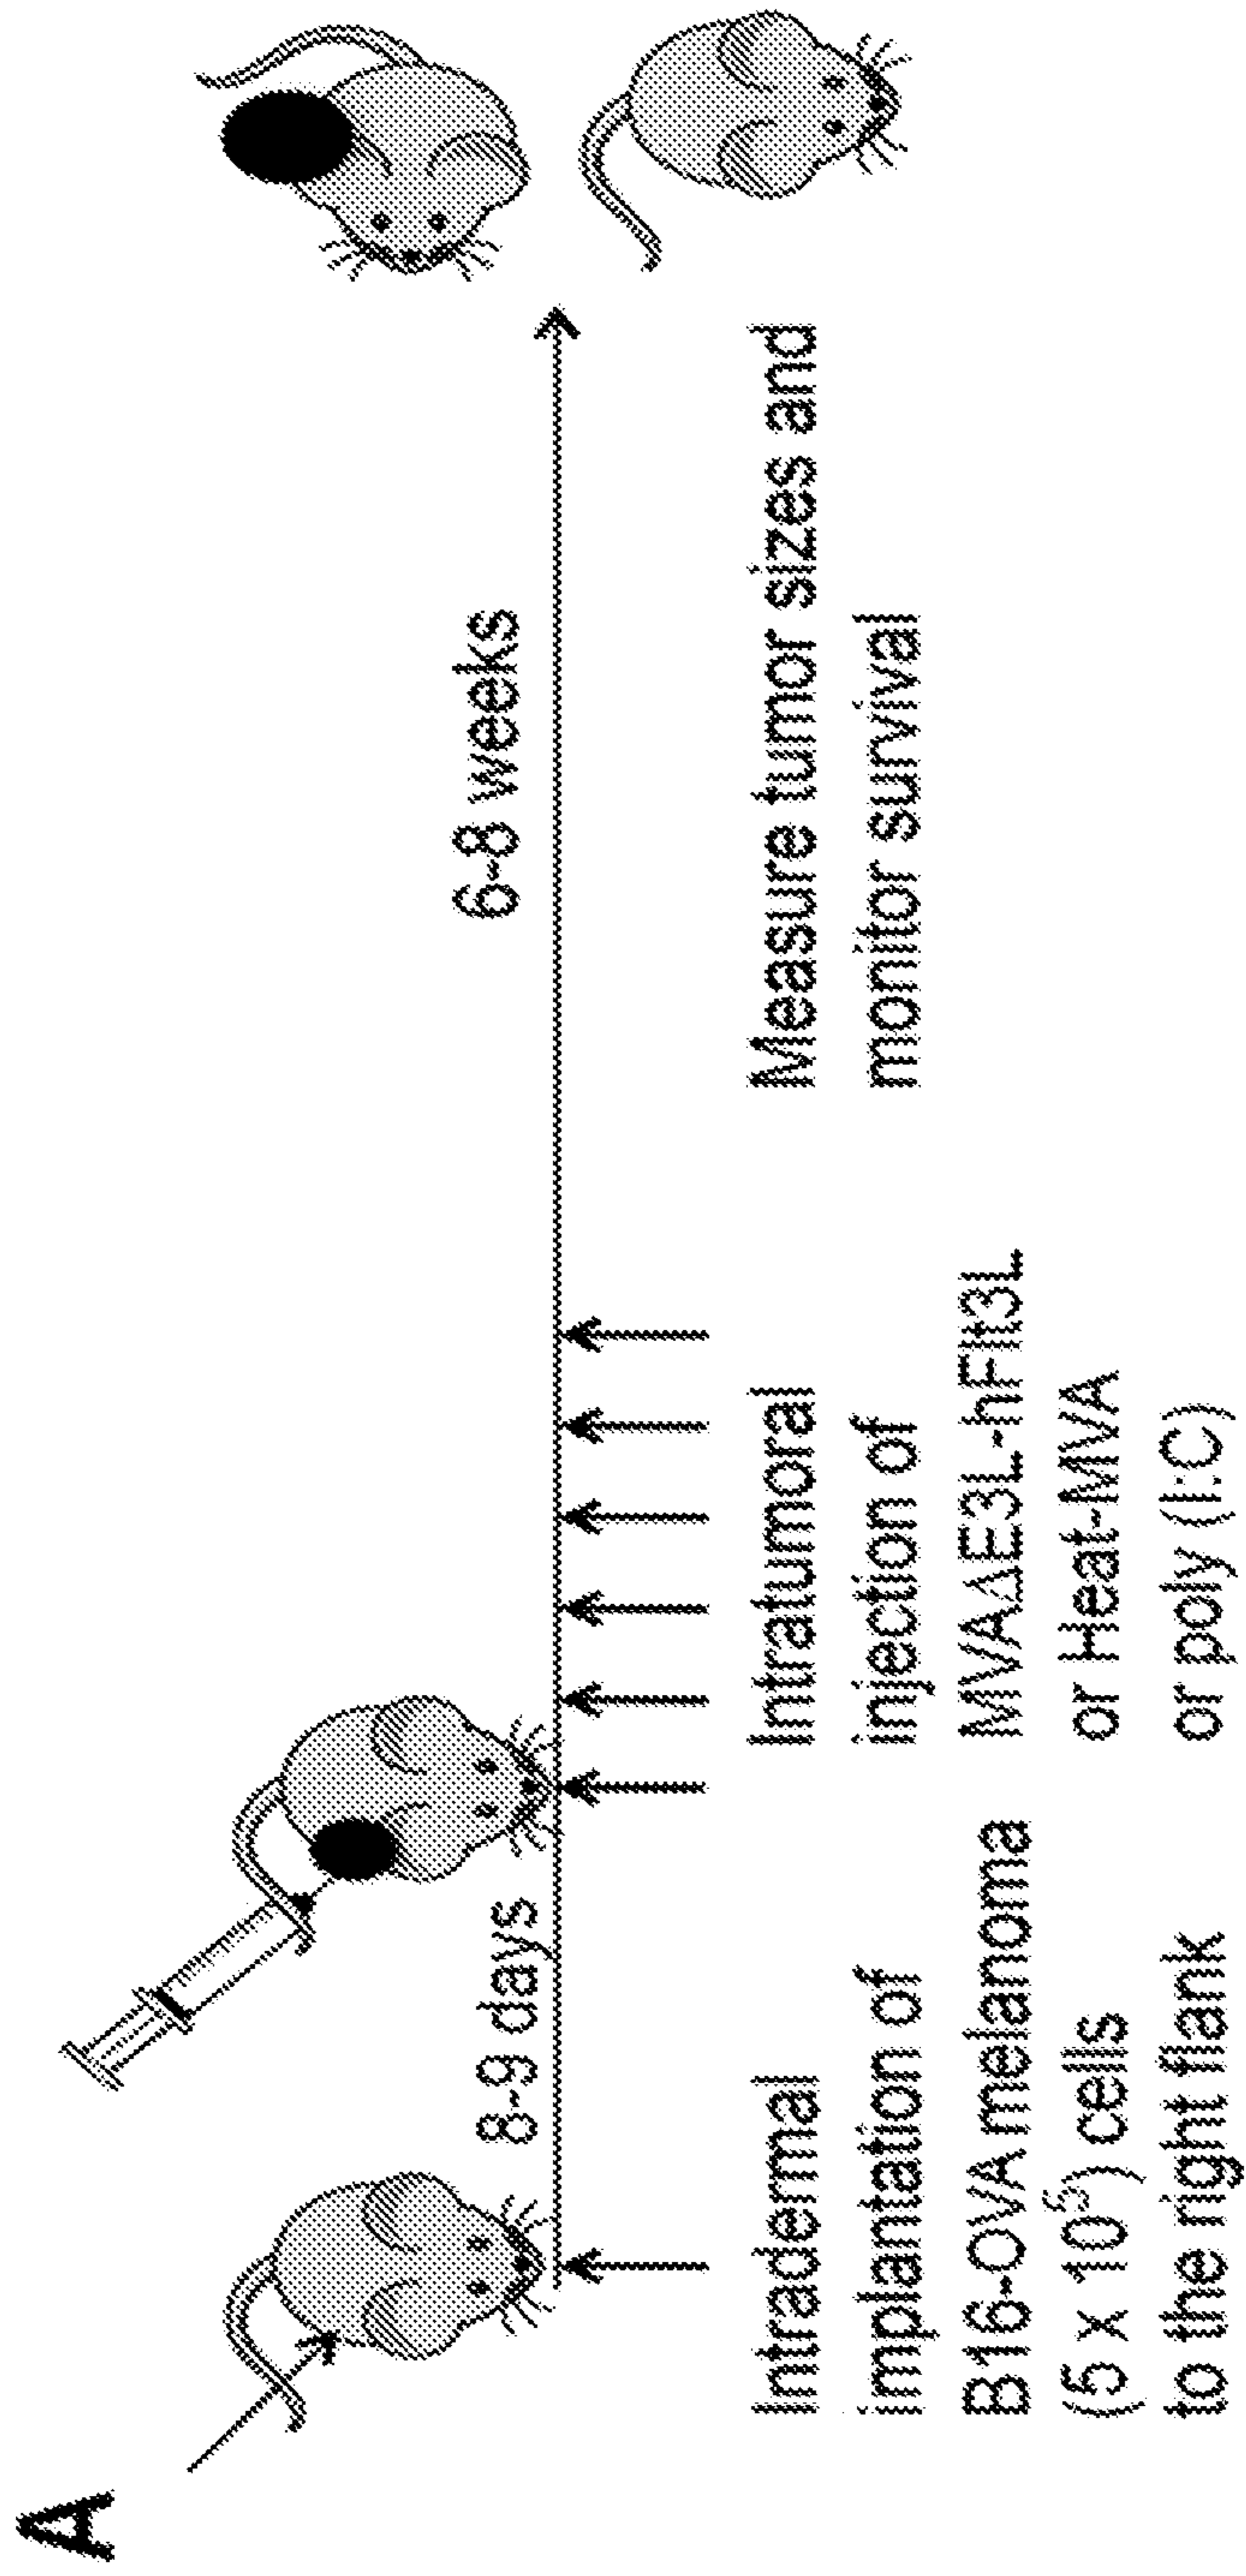 A
8-9 days
6-8 weeks
Intradermal
implantation of
B16-OVA melanoma
(5 x 10⁵) cells
to the right flank
Intratumoral
injection of
MVAΔE3L-hFlt3L
or Heat-MVA
or poly (I:C)
Measure tumor sizes and
monitor survival